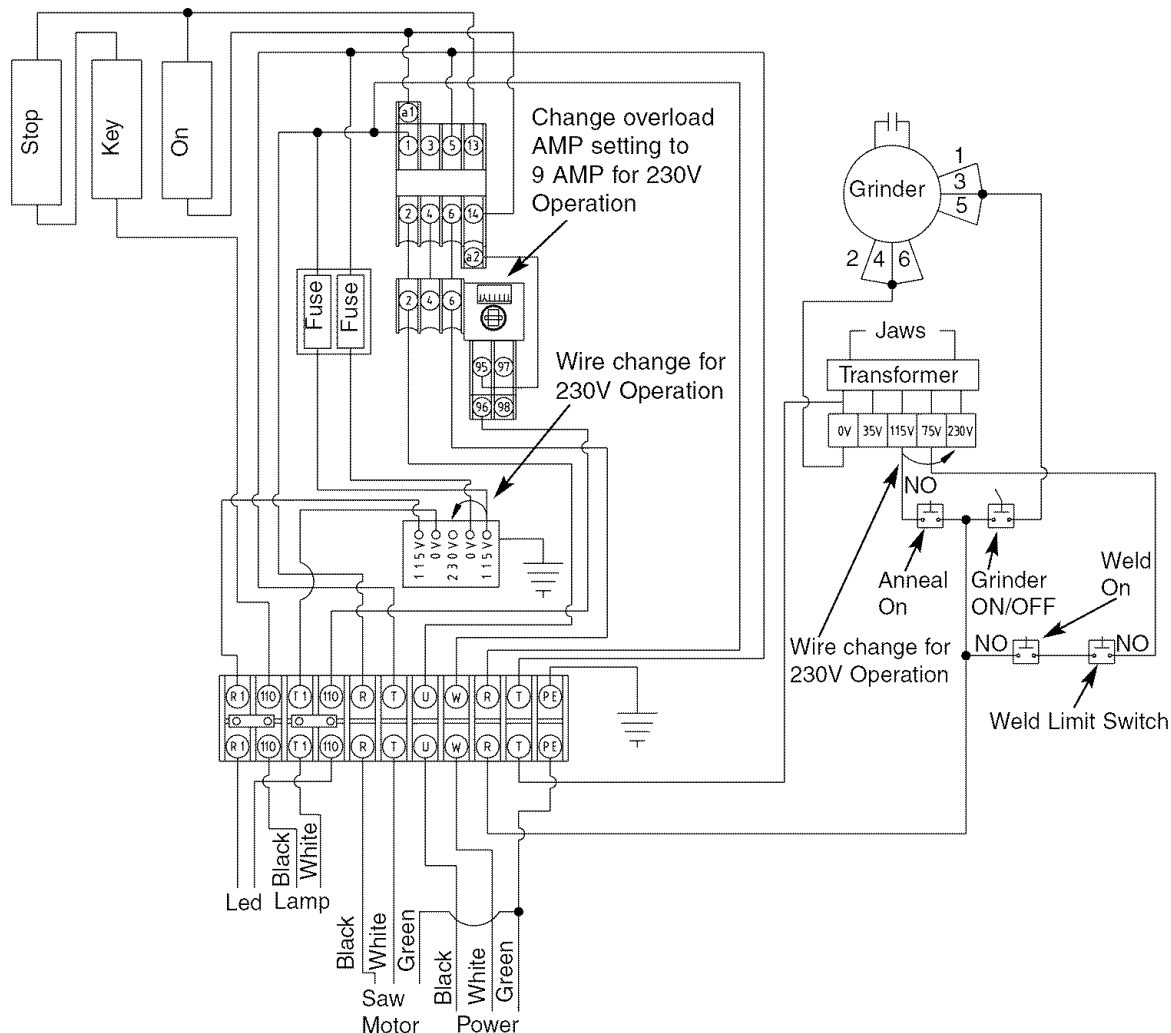 Stop
Key
On
a1
1 3 5 13
2 4 6 14
a2
2 4 6
95 97
96 98
Change overload
AMP setting to
9 AMP for 230V
Operation
Fuse
Fuse
Wire change for
230V Operation
115V
0V
230V
0V
115V
Grinder
1
3
5
2 4 6
Jaws
Transformer
0V 35V 115V 75V 230V
NO
Anneal
On
Grinder
ON/OFF
Weld
On
NO
NO
Wire change for
230V Operation
Weld Limit Switch
R1 110 T1 110 R T U W R T PE
R1 110 T1 110 R T U W R T PE
Led
Black
White
Lamp
Black
White
Green
Saw
Motor
Black
White
Green
Power